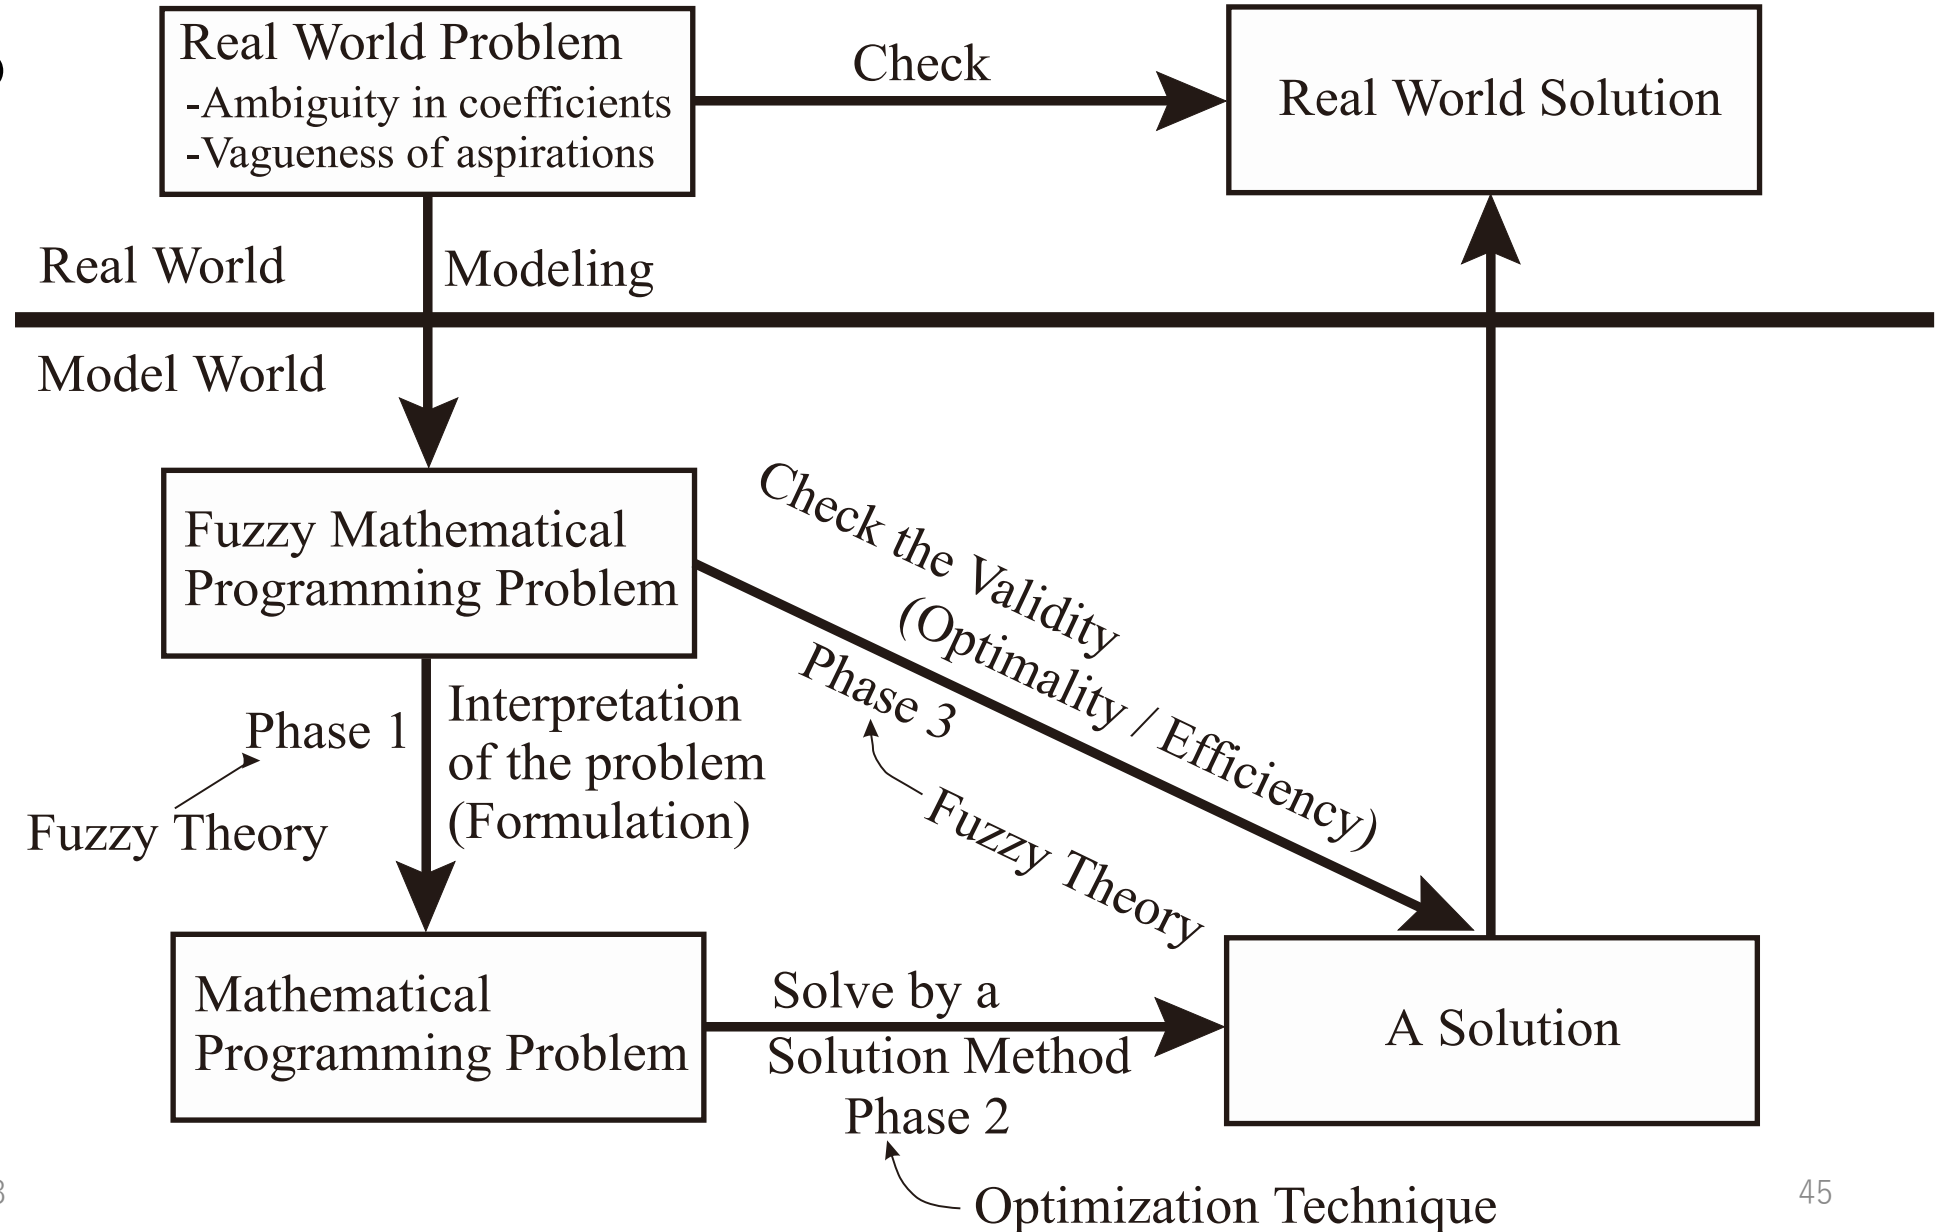 Real World Problem
-Ambiguity in coefficients
-Vagueness of aspirations
Check
Real World Solution
Real World
Modeling
Model World
Fuzzy Mathematical
Programming Problem
Check the Validity
(Optimality / Efficiency)
Phase 3
Fuzzy Theory
Phase 1
Interpretation
of the problem
(Formulation)
Fuzzy Theory
Mathematical
Programming Problem
Solve by a
Solution Method
Phase 2
Optimization Technique
A Solution
45